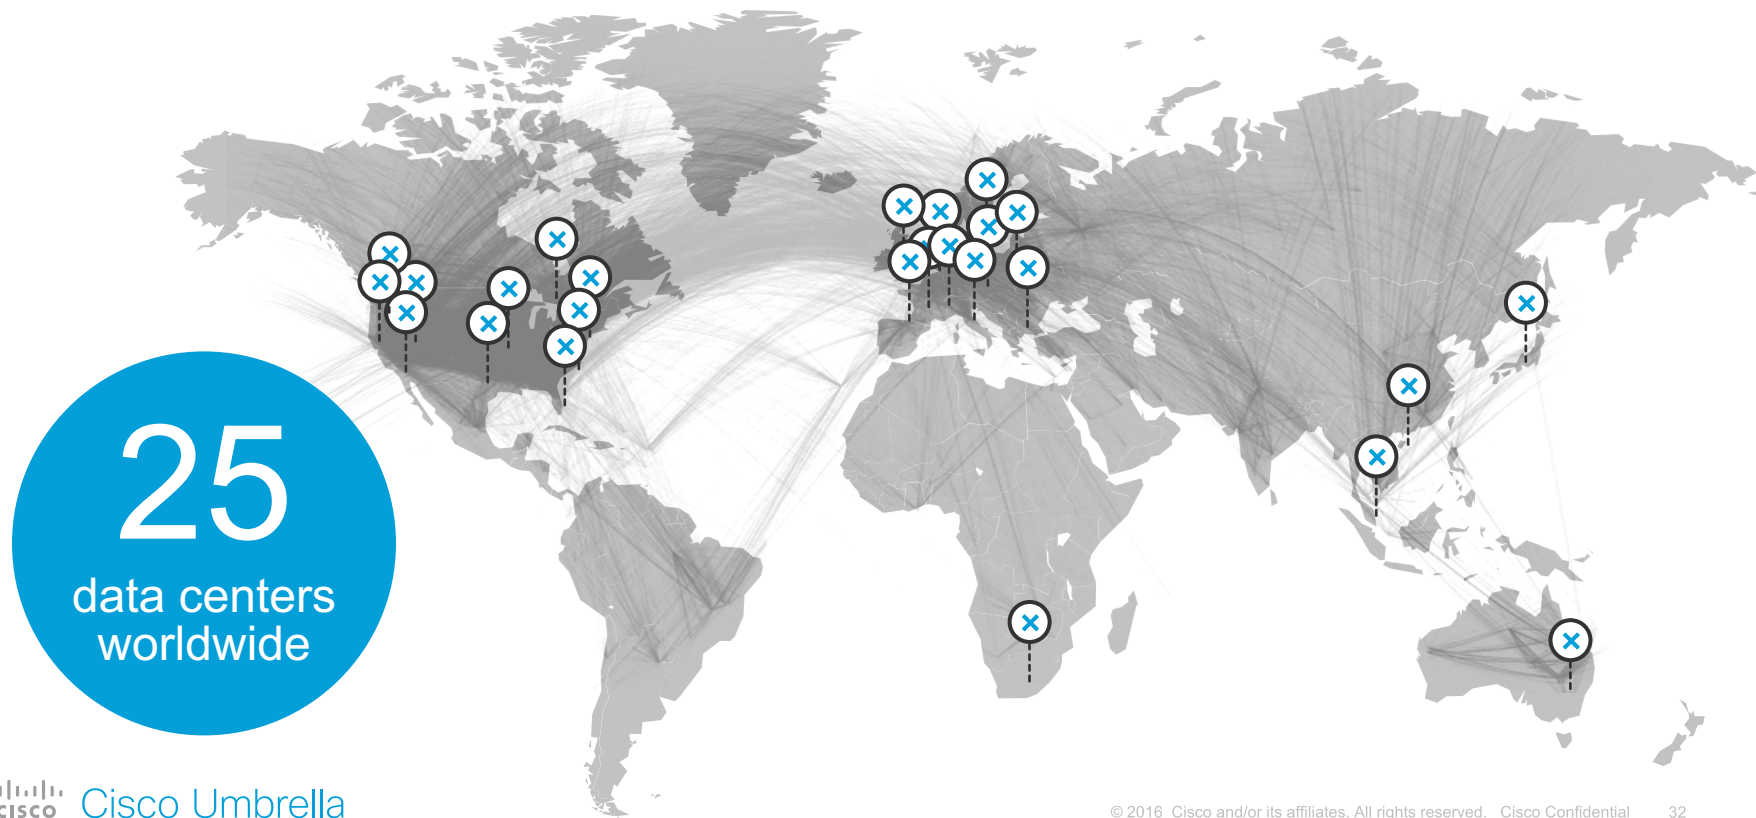 25
data centers
worldwide
cisco Cisco Umbrella
© 2016 Cisco and/or its affiliates. All rights reserved. Cisco Confidential 32